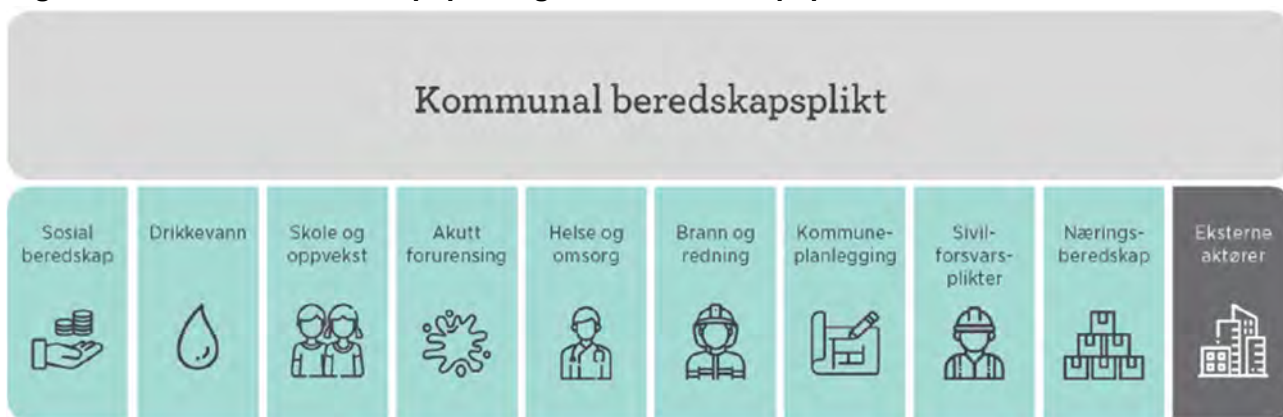 Kommunal beredskapsplikt
Sosial
beredskap
Drikkevann
Skole og
oppvekst
Akutt
forurensing
Helse og
omsorg
Brann og
redning
Kommune-
planlegging
Sivil-
forsvars-
plikter
Nærings-
beredskap
Eksterne
aktører